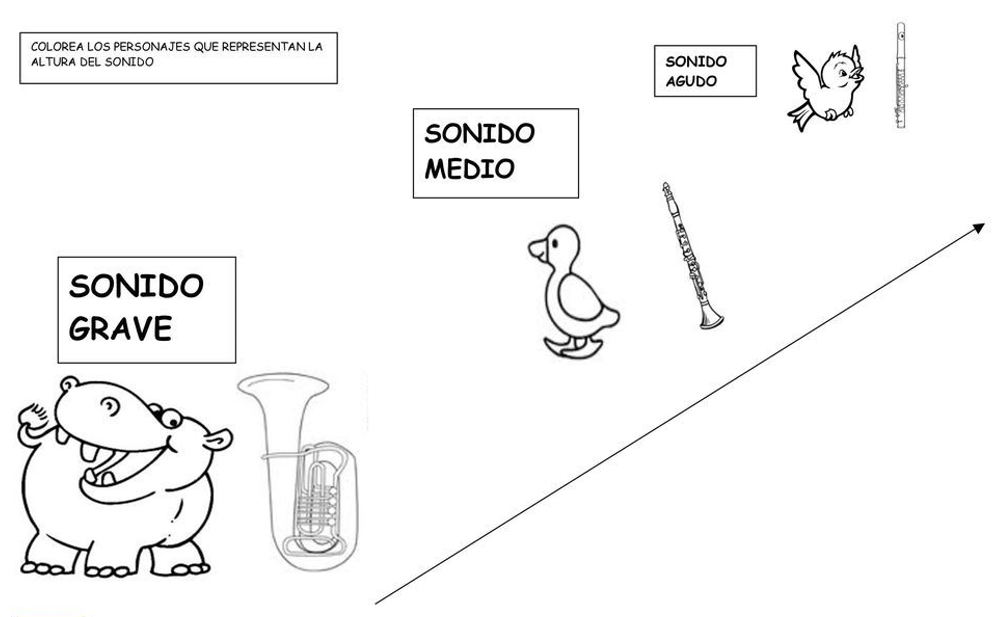 COLOREA LOS PERSONAJES QUE REPRESENTAN LA
ALTURA DEL SONIDO
SONIDO
AGUDO
SONIDO
MEDIO
SONIDO
GRAVE